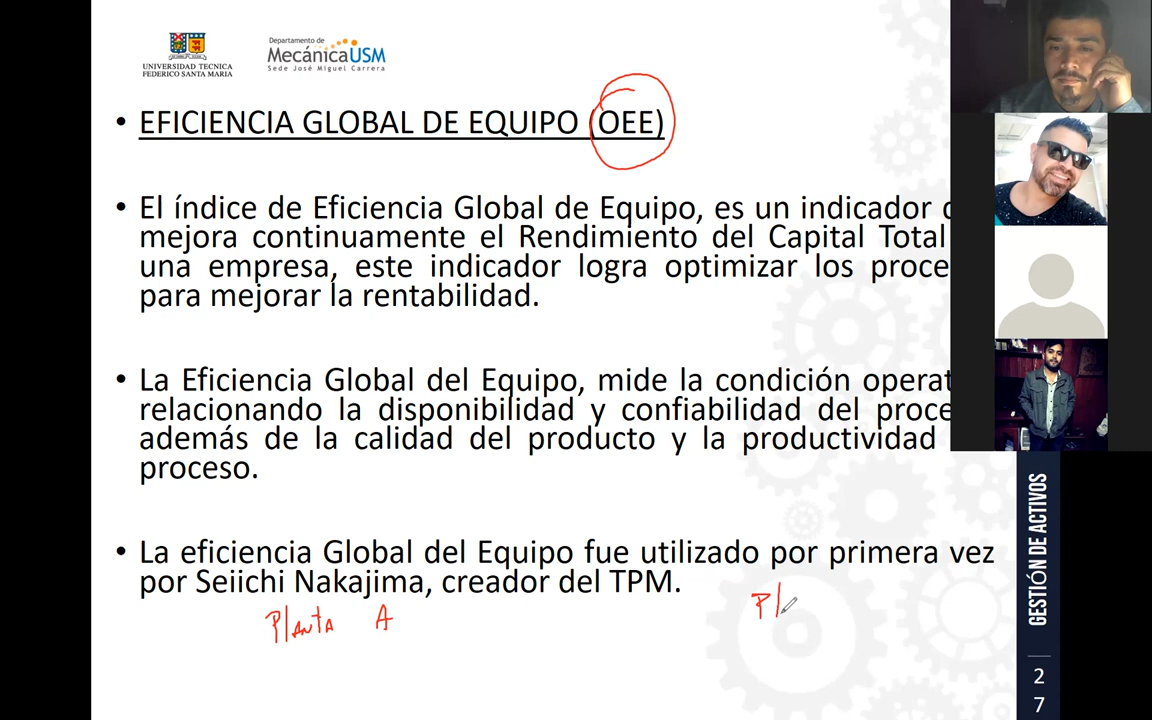 UNIVERSIDAD TECNICA
FEDERICO SANTA MARIA
Departamento de
MecánicaUSM
Sede José Miguel Carrera
• EFICIENCIA GLOBAL DE EQUIPO (OEE)
• El índice de Eficiencia Global de Equipo, es un indicador
mejora continuamente el Rendimiento del Capital Total
una empresa, este indicador logra optimizar los proce
para mejorar la rentabilidad.
• La Eficiencia Global del Equipo, mide la condición operat
relacionando la disponibilidad y confiabilidad del proce
además de la calidad del producto y la productividad
proceso.
• La eficiencia Global del Equipo fue utilizado por primera vez
por Seiichi Nakajima, creador del TPM.
Planta A
Pl
GESTIÓN DE ACTIVOS
2
7